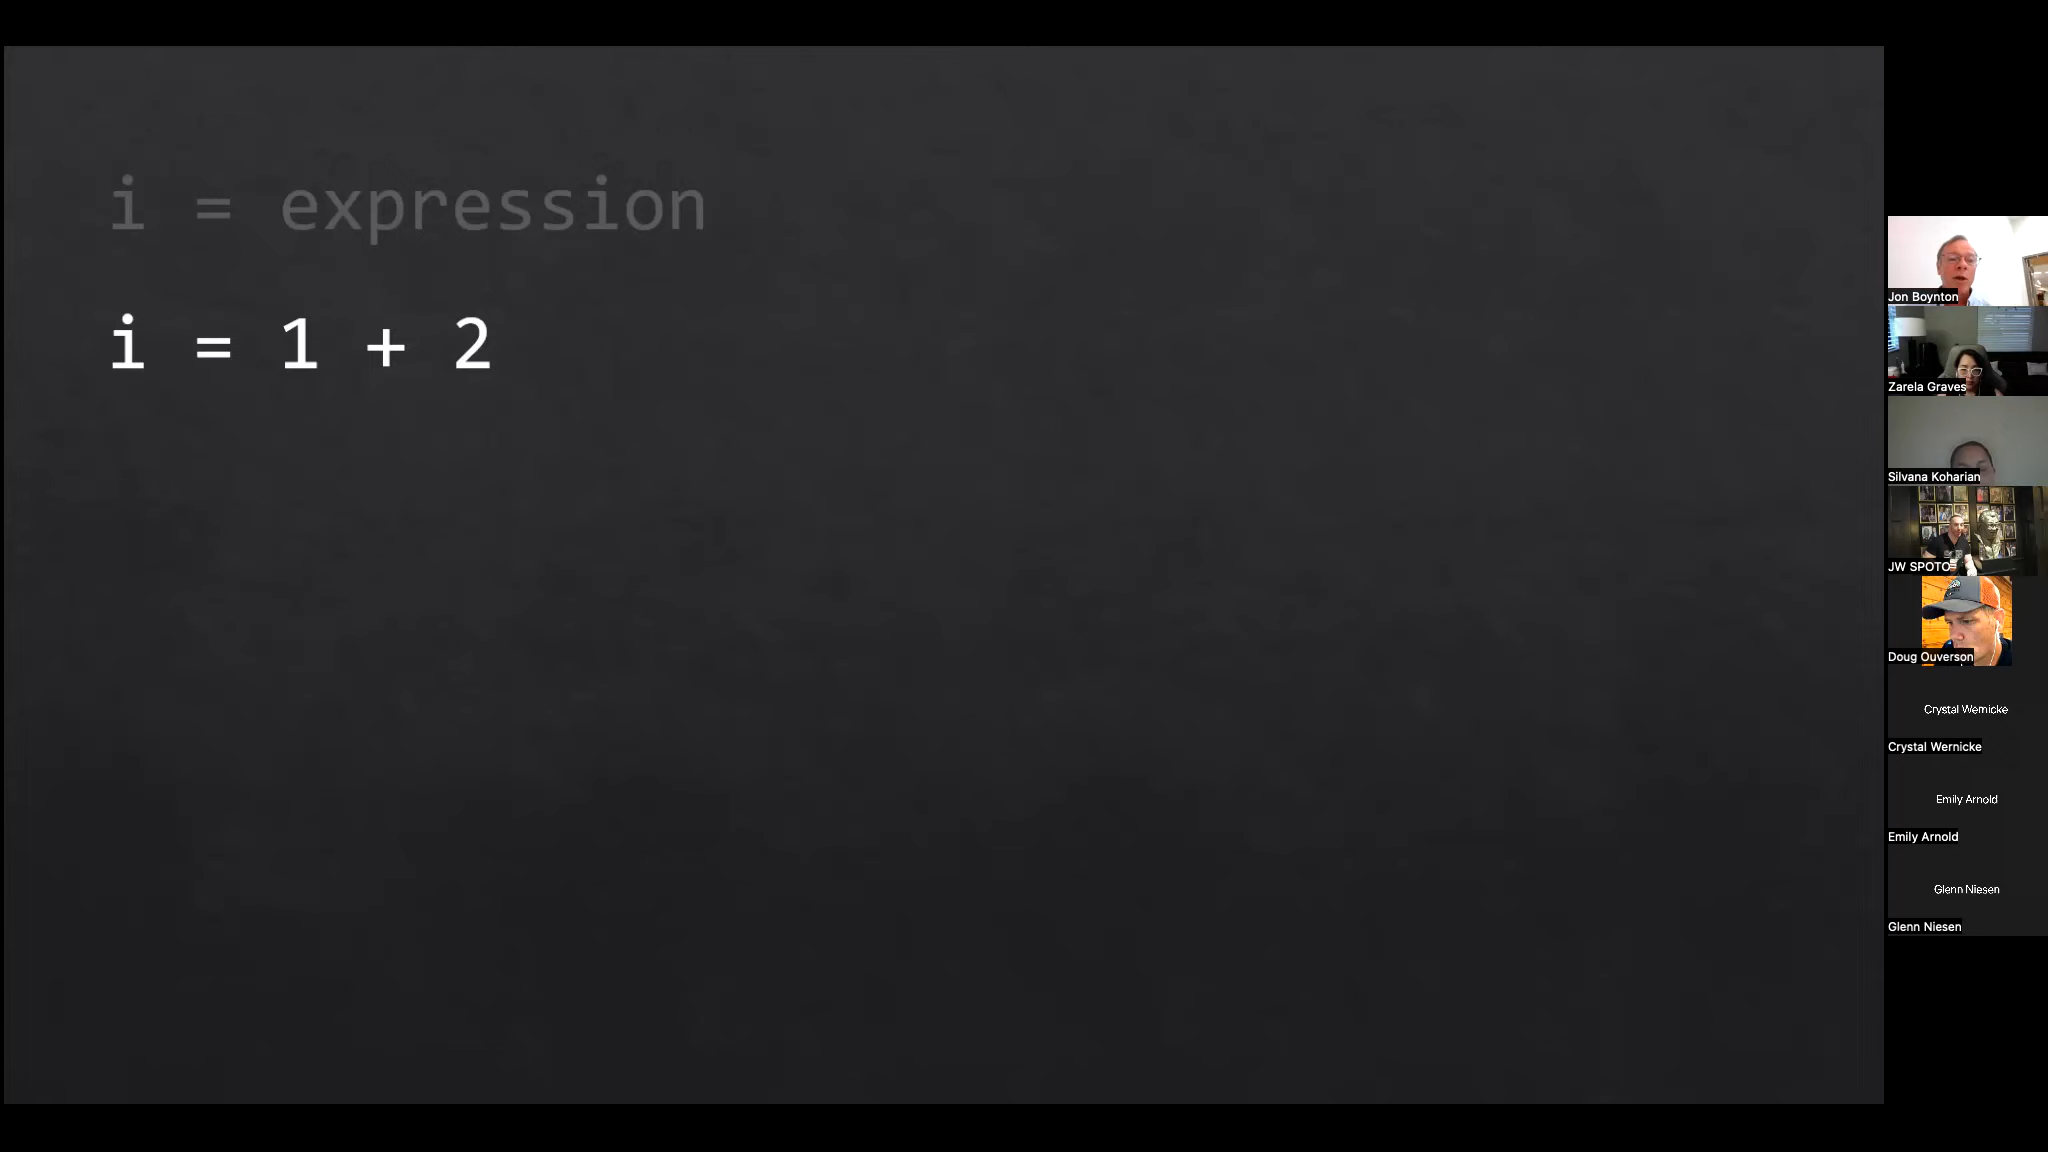 i = expression
i = 1 + 2
Jon Boynton
Zarela Graves
Silvana Koharian
JW SPOTO
Doug Ouverson
Crystal Wernicke
Crystal Wernicke
Emily Arnold
Emily Arnold
Glenn Niesen
Glenn Niesen